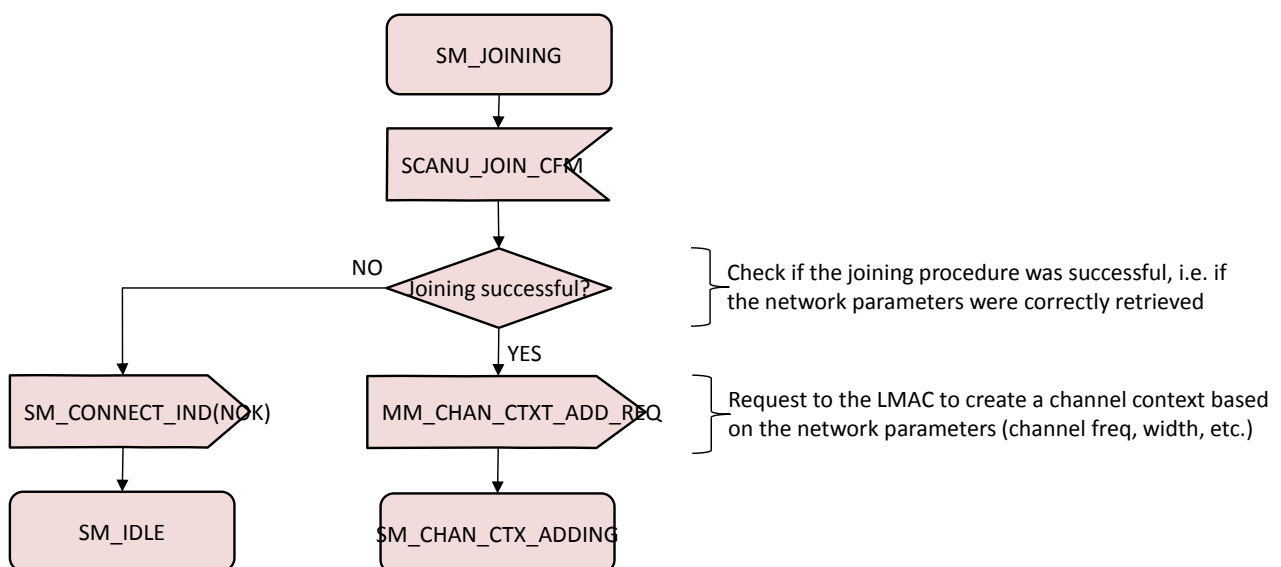 SM_JOINING
SCANU_JOIN_CFM
NO
Joining successful?
Check if the joining procedure was successful, i.e. if
the network parameters were correctly retrieved
YES
SM_CONNECT_IND(NOK)
MM_CHAN_CTXT_ADD_REQ
Request to the LMAC to create a channel context based
on the network parameters (channel freq, width, etc.)
SM_IDLE
SM_CHAN_CTX_ADDING